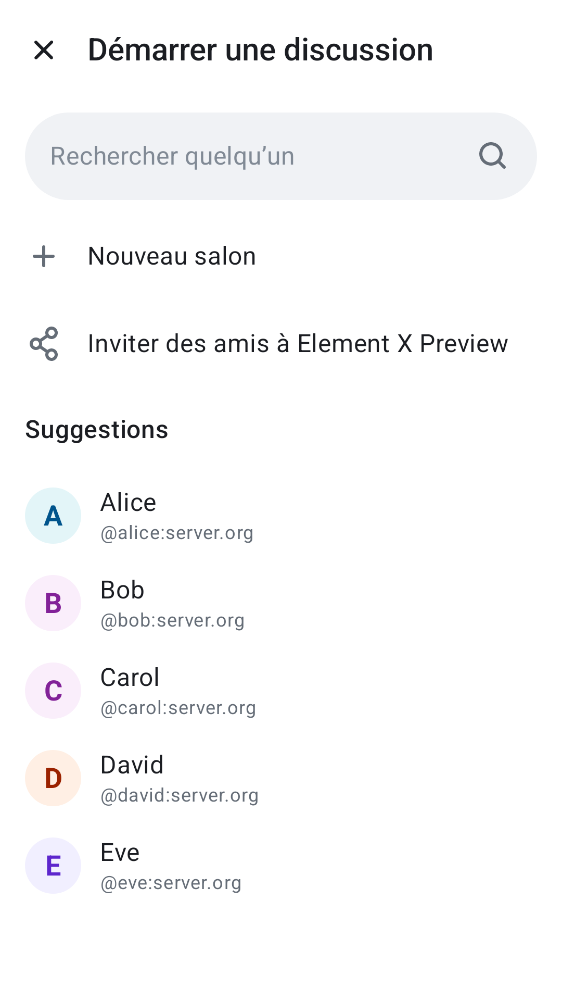 Démarrer une discussion
Rechercher quelqu’un
Nouveau salon
Inviter des amis à Element X Preview
Suggestions
A
Alice
@alice:server.org
B
Bob
@bob:server.org
C
Carol
@carol:server.org
D
David
@david:server.org
E
Eve
@eve:server.org